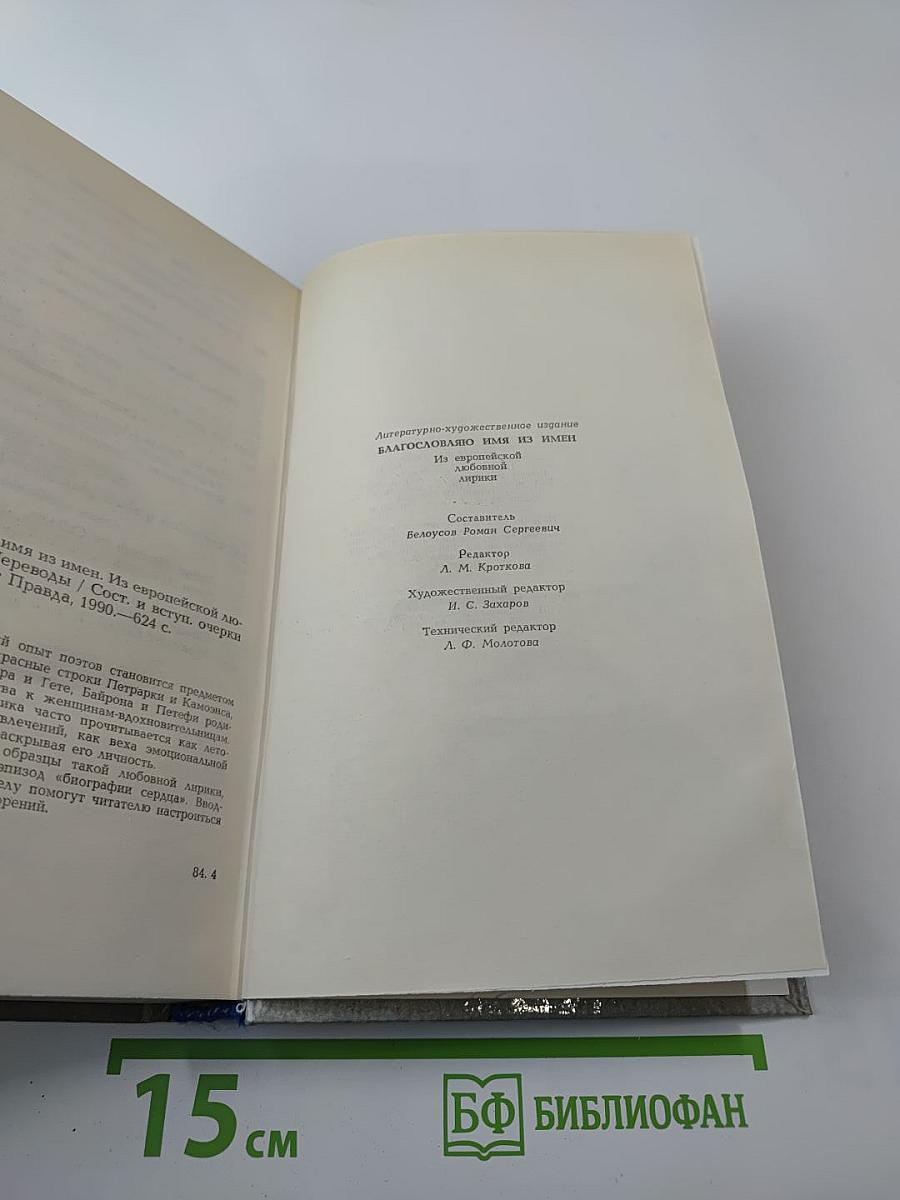 имя из имен. Из европейской лю-
Переводы / Сост. и вступ. очерки
Правда, 1990.—624 с.
й опыт поэтов становится предметом
красные строки Петрарки и Камоэнса,
ра и Гете, Байрона и Петефи роди-
ва к женщинам-вдохновительницам.
ика часто прочитывается как лето-
влечений, как веха эмоциональной
аскрывая его личность.
образцы такой любовной лирики,
эпизод «биографии сердца». Ввод-
елу помогут читателю настроиться
орений.
84. 4
Литературно-художественное издание
БЛАГОСЛОВЛЯЮ ИМЯ ИЗ ИМЕН
Из европейской
любовной
лирики
Составитель
Белоусов Роман Сергеевич
Редактор
Л. М. Кроткова
Художественный редактор
И. С. Захаров
Технический редактор
Л. Ф. Молотова
15 см
БФ БИБЛИОФАН